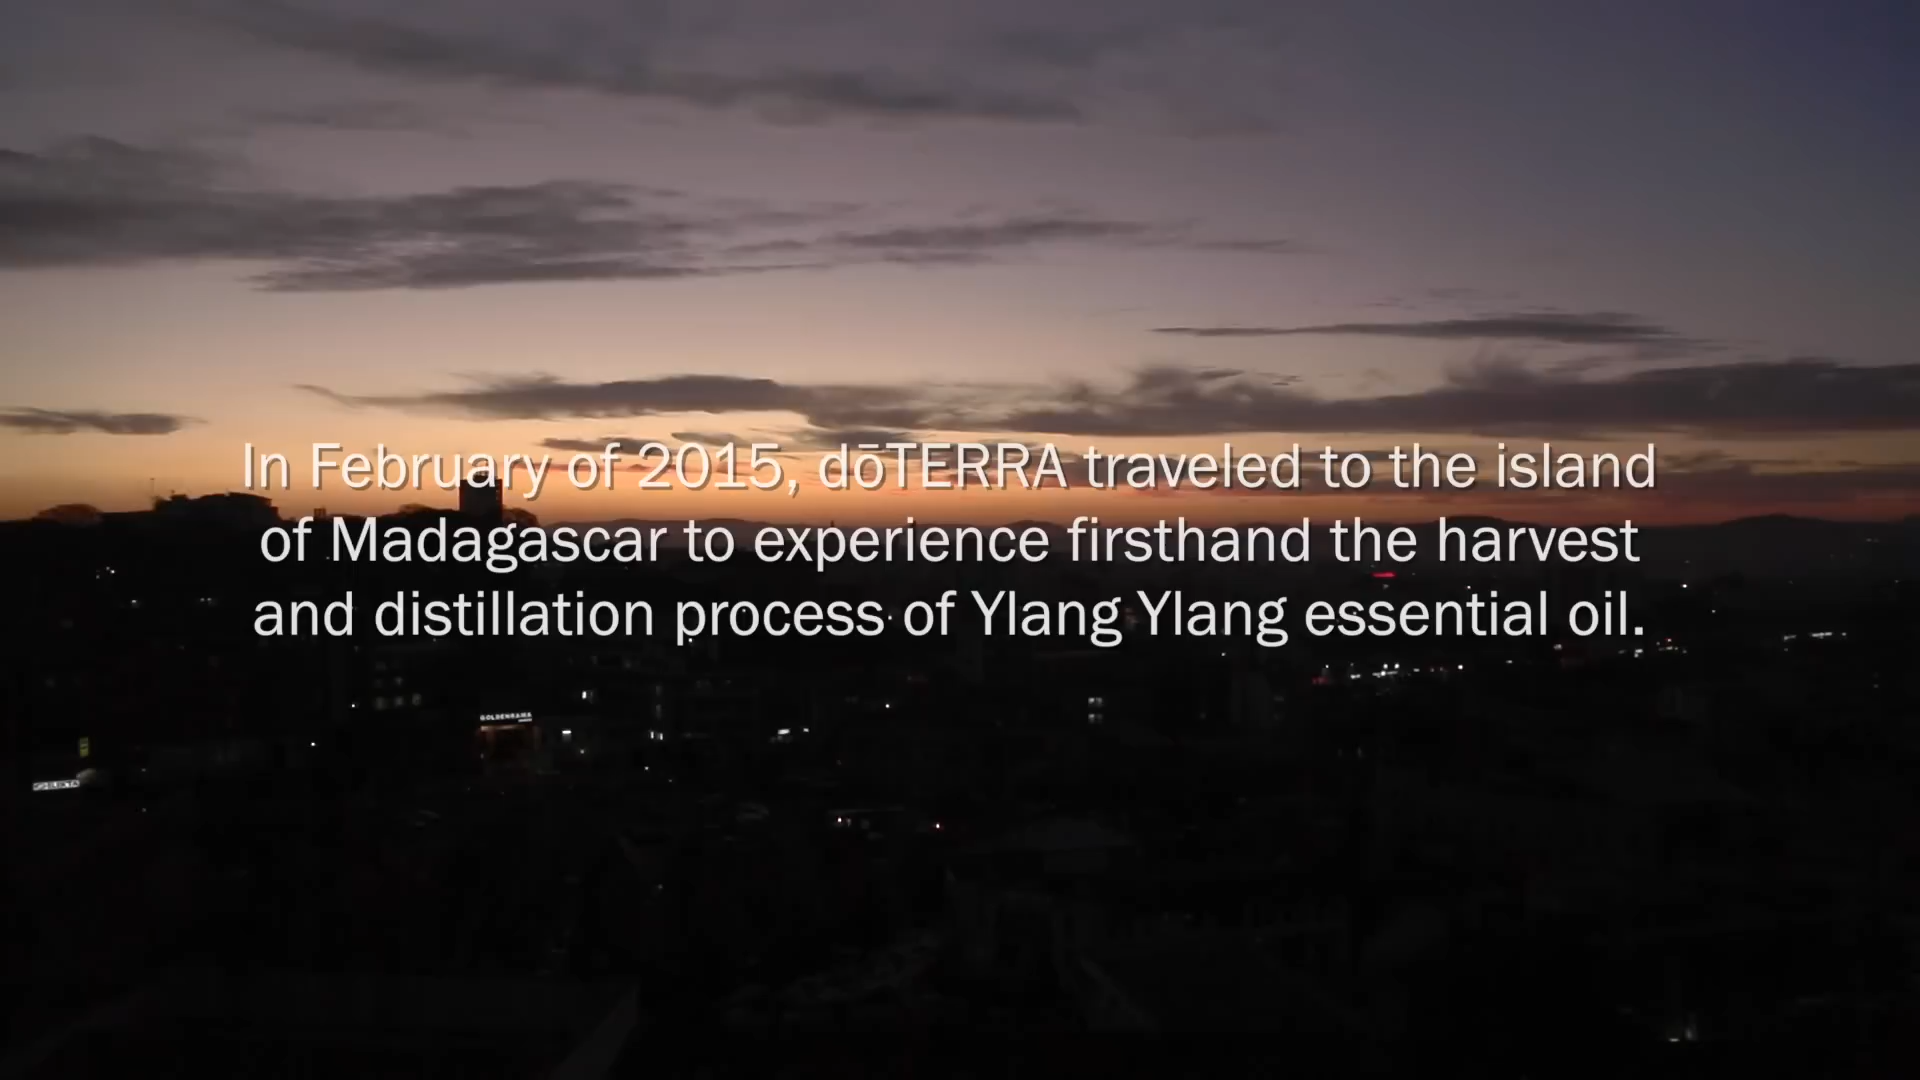 In February of 2015, dōTERRA traveled to the island
of Madagascar to experience firsthand the harvest
and distillation process of Ylang Ylang essential oil.
GOLDENRAMA